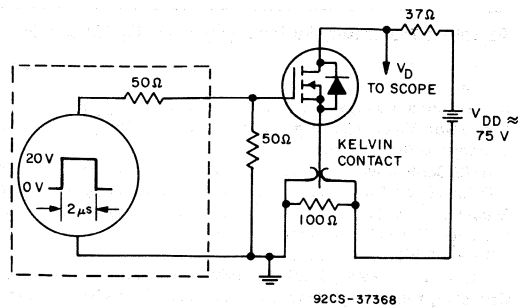 37Ω
50Ω
V_D
TO SCOPE
50Ω
V_DD ≈
75 V
KELVIN
CONTACT
20V
0V
2µs
100Ω
92CS-37368